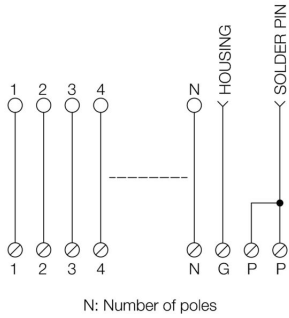 HOUSING
SOLDER PIN
1 2 3 4 N
1 2 3 4 N G P P
N: Number of poles